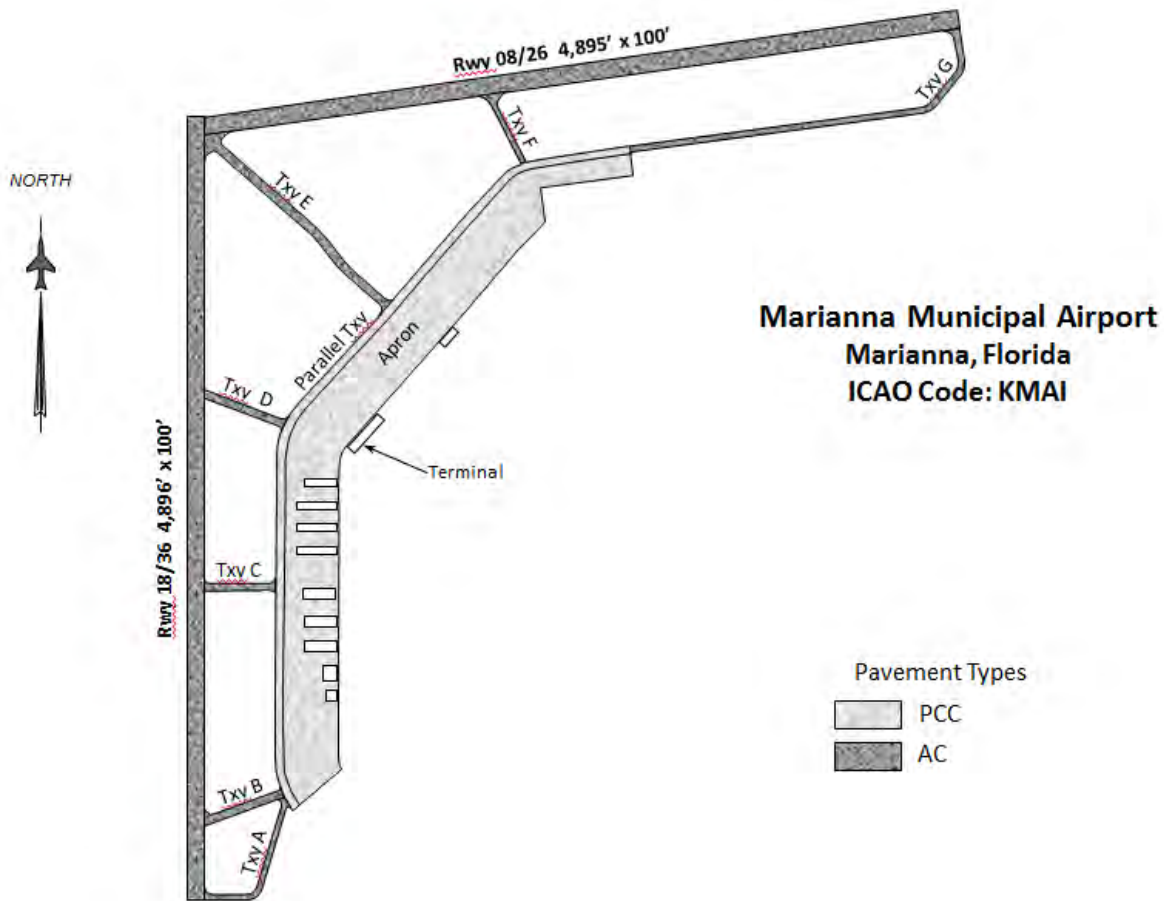 Rwy 08/26 4,895' x 100'
Txy G
Txy F
NORTH
Txy E
Parallel Txy
Apron
Marianna Municipal Airport
Marianna, Florida
ICAO Code: KMAI
Txy D
Terminal
Rwy 18/36 4,896' x 100'
Txy C
Pavement Types
PCC
AC
Txy B
Txy A